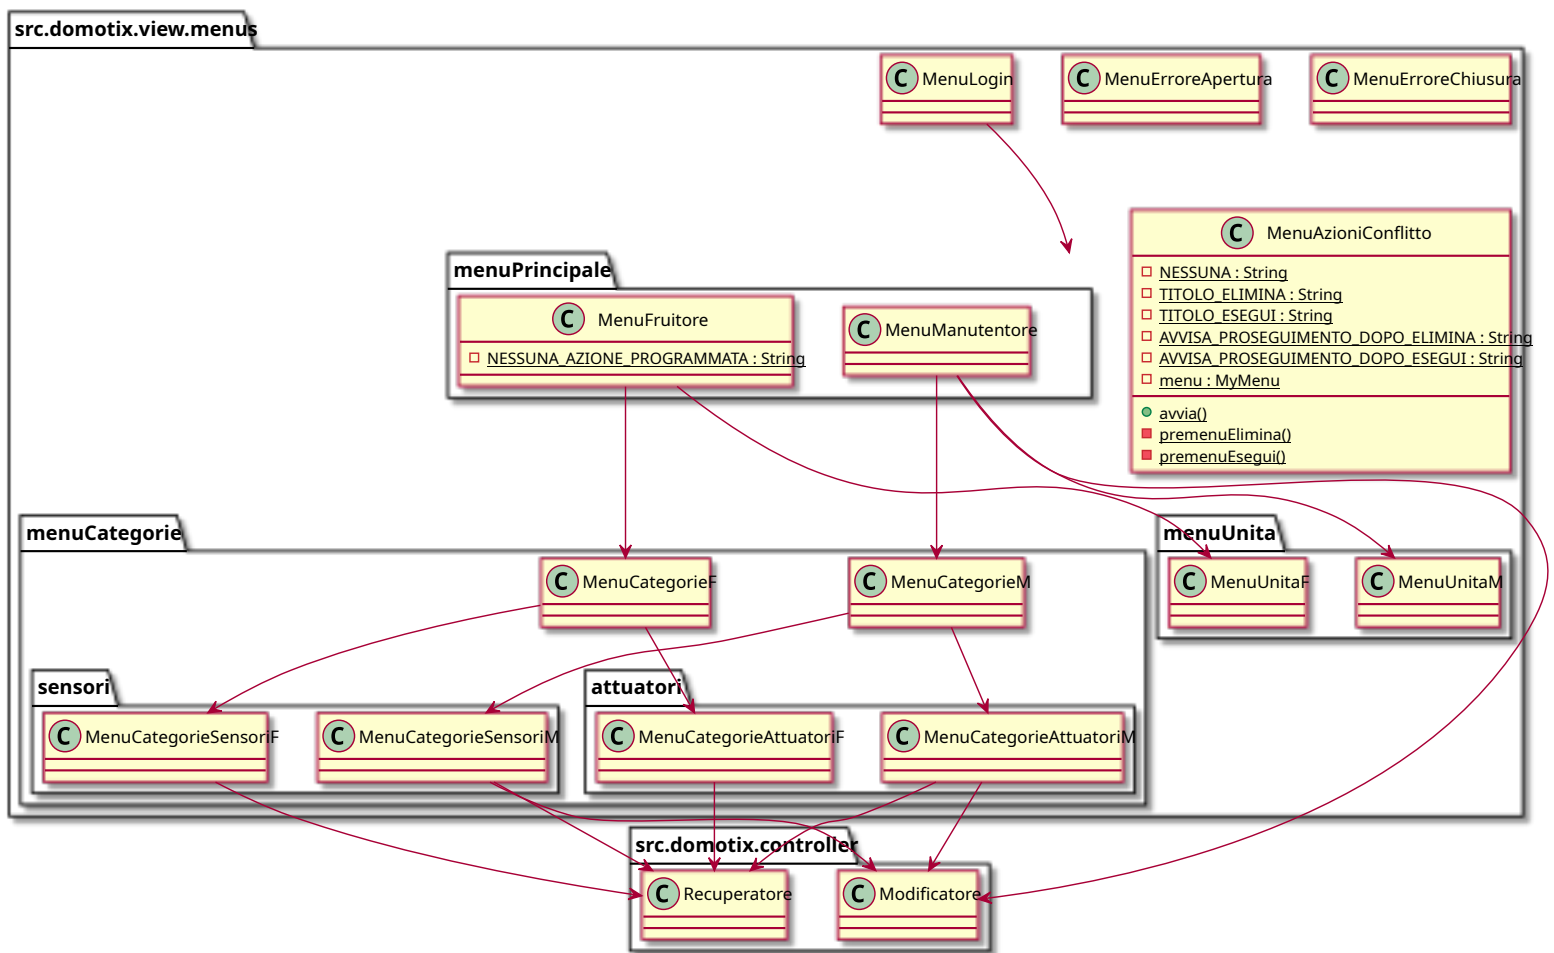 src.domotix.view.menus
C MenuLogin
C MenuErroreApertura
C MenuErroreChiusura
C MenuAzioniConflitto
NESSUNA : String
TITOLO_ELIMINA : String
TITOLO_ESEGUI : String
AVVISA_PROSEGUIMENTO_DOPO_ELIMINA : String
AVVISA_PROSEGUIMENTO_DOPO_ESEGUI : String
menu : MyMenu
avvia()
premenuElimina()
premenuEsegui()
menuPrincipale
C MenuFruitore
NESSUNA_AZIONE_PROGRAMMATA : String
C MenuManutentore
menuCategorie
C MenuCategorieF
C MenuCategorieM
menuUnita
C MenuUnitaF
C MenuUnitaM
sensori
C MenuCategorieSensoriF
C MenuCategorieSensoriM
attuatori
C MenuCategorieAttuatoriF
C MenuCategorieAttuatoriM
src.domotix.controller
C Recuperatore
C Modificatore